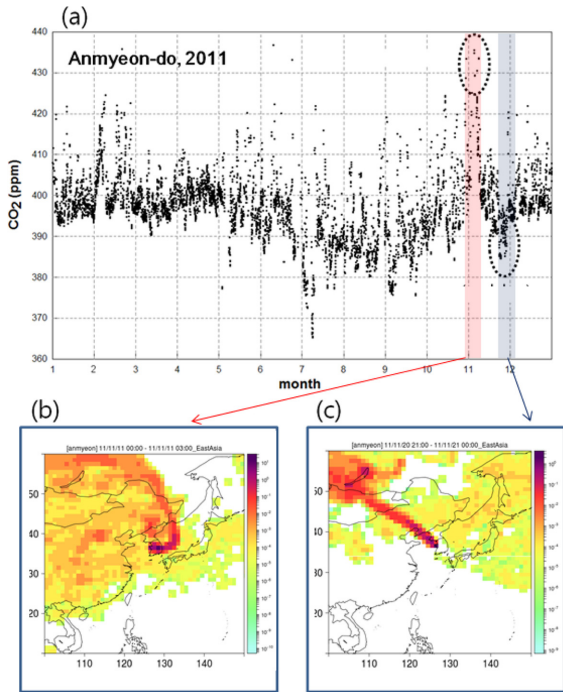 (a)
Anmyeon-do, 2011
CO2 (ppm)
440
430
420
410
400
390
380
370
360
1 2 3 4 5 6 7 8 9 10 11 12
month
(b)
(c)
[anmyeon] 11/11/11 00:00 - 11/11/11 03:00_EastAsia
[anmyeon] 11/11/20 21:00 - 11/11/21 00:00_EastAsia
50
40
30
20
110 120 130 140
50
40
30
20
110 120 130 140